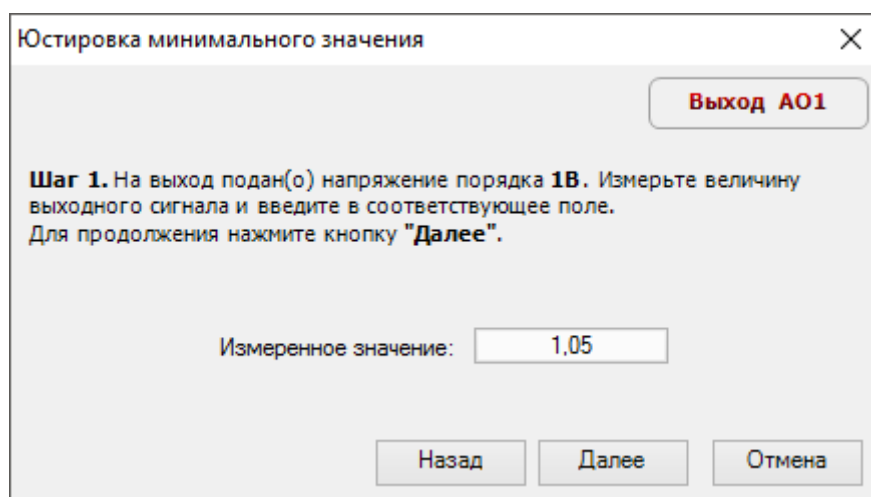 Юстировка минимального значения
Выход AO1
Шаг 1. На выход подан(о) напряжение порядка 1В. Измерьте величину
выходного сигнала и введите в соответствующее поле.
Для продолжения нажмите кнопку "Далее".
Измеренное значение: 1,05
Назад Далее Отмена